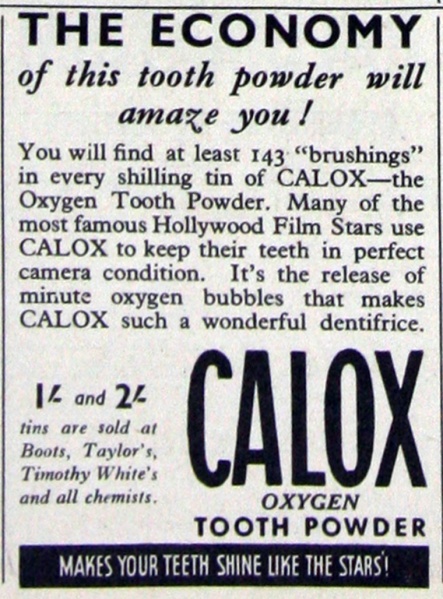 THE ECONOMY
of this tooth powder will
amaze you!
You will find at least 143 "brushings"
in every shilling tin of CALOX—the
Oxygen Tooth Powder. Many of the
most famous Hollywood Film Stars use
CALOX to keep their teeth in perfect
camera condition. It's the release of
minute oxygen bubbles that makes
CALOX such a wonderful dentifrice.
1/- and 2/-
tins are sold at
Boots, Taylor's,
Timothy White's
and all chemists.
CALOX
OXYGEN
TOOTH POWDER
MAKES YOUR TEETH SHINE LIKE THE STARS'!